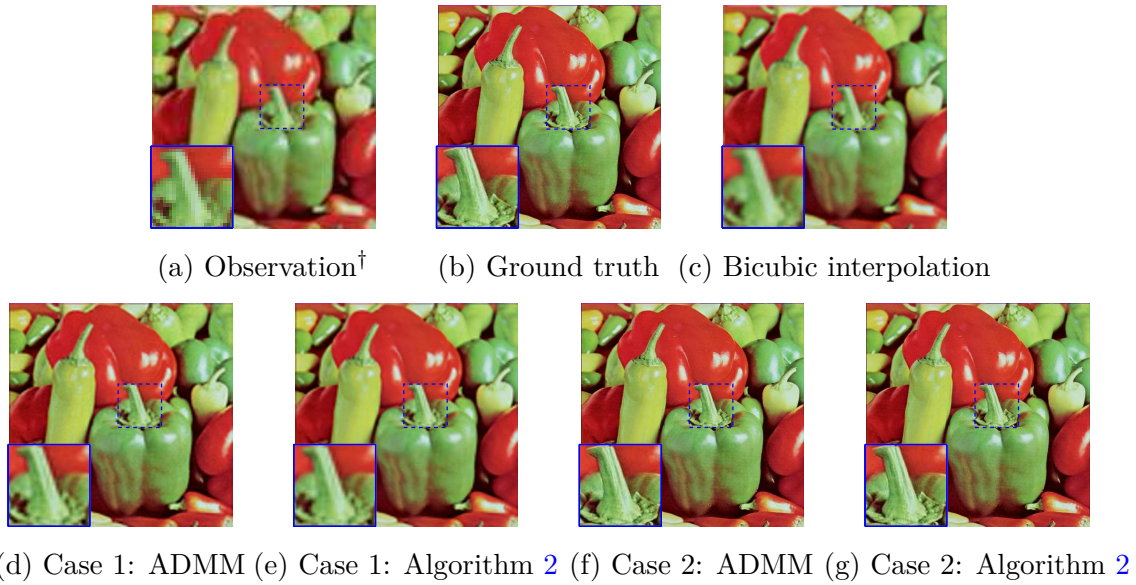 (a) Observation† (b) Ground truth (c) Bicubic interpolation
(d) Case 1: ADMM (e) Case 1: Algorithm 2 (f) Case 2: ADMM (g) Case 2: Algorithm 2